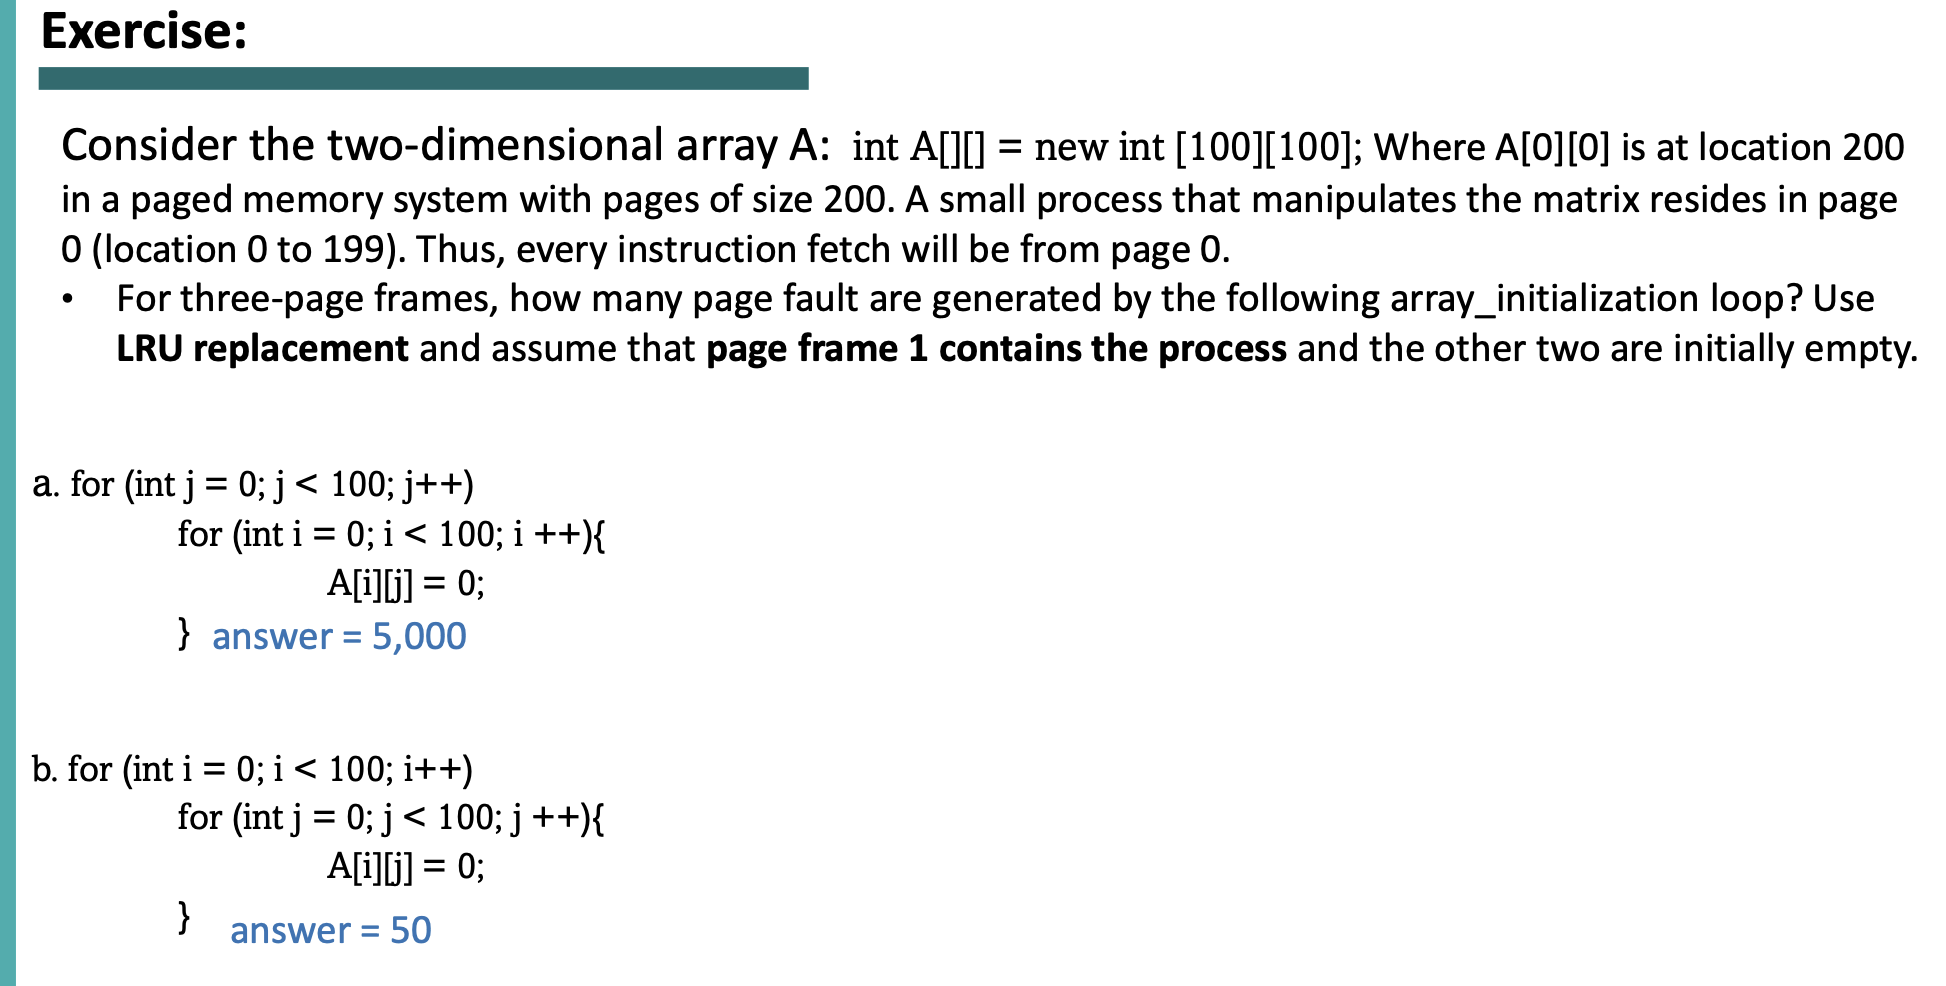 Exercise:
Consider the two-dimensional array A: int A[][] = new int [100][100]; Where A[0][0] is at location 200
in a paged memory system with pages of size 200. A small process that manipulates the matrix resides in page
0 (location 0 to 199). Thus, every instruction fetch will be from page 0.
• For three-page frames, how many page fault are generated by the following array_initialization loop? Use
LRU replacement and assume that page frame 1 contains the process and the other two are initially empty.
a. for (int j = 0; j < 100; j++)
for (int i = 0; i < 100; i ++){
A[i][j] = 0;
} answer = 5,000
b. for (int i = 0; i < 100; i++)
for (int j = 0; j < 100; j ++){
A[i][j] = 0;
} answer = 50